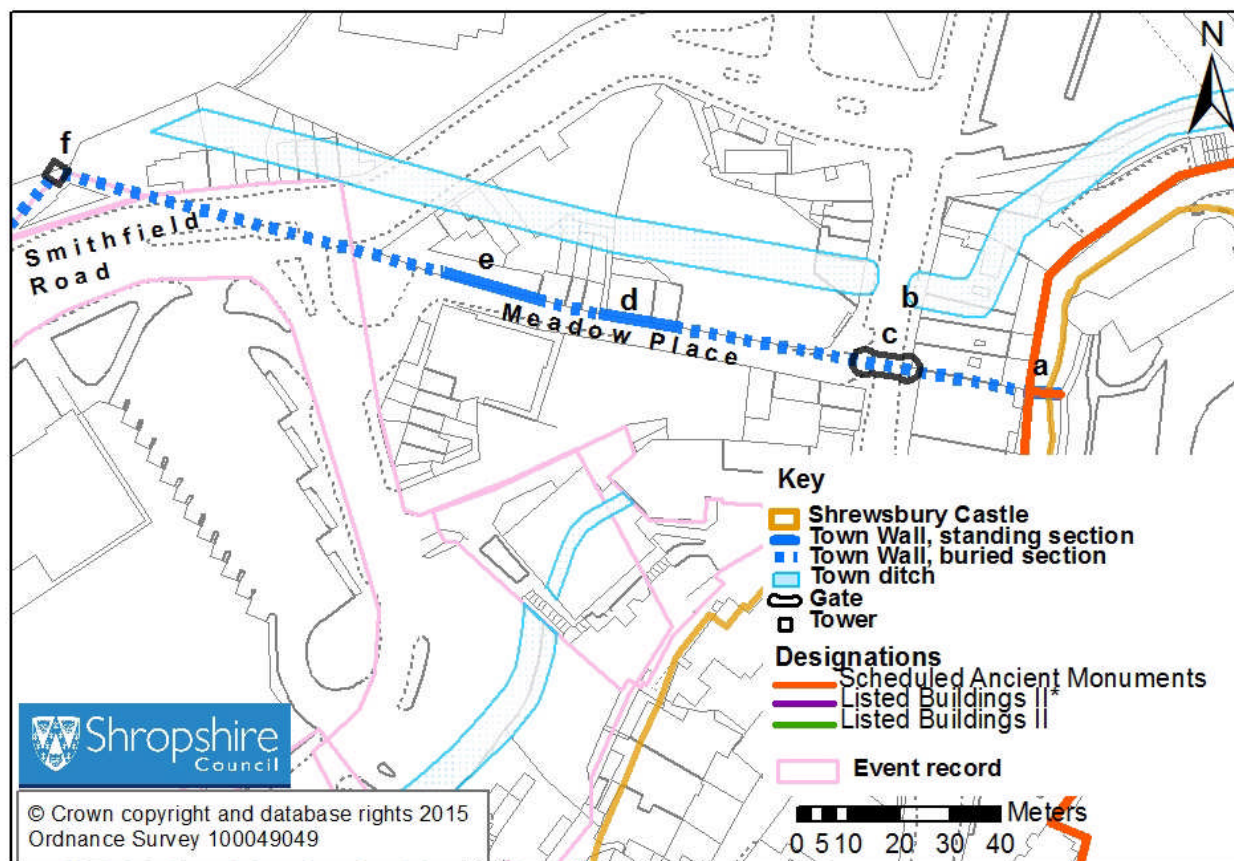 N
f
Smithfield
Road
e
d
Meadow Place
b
c
a
Key
Shrewsbury Castle
Town Wall, standing section
Town Wall, buried section
Town ditch
Gate
Tower
Designations
Scheduled Ancient Monuments
Listed Buildings II*
Listed Buildings II
Event record
Meters
0 5 10 20 30 40
Shropshire
Council
© Crown copyright and database rights 2015
Ordnance Survey 100049049